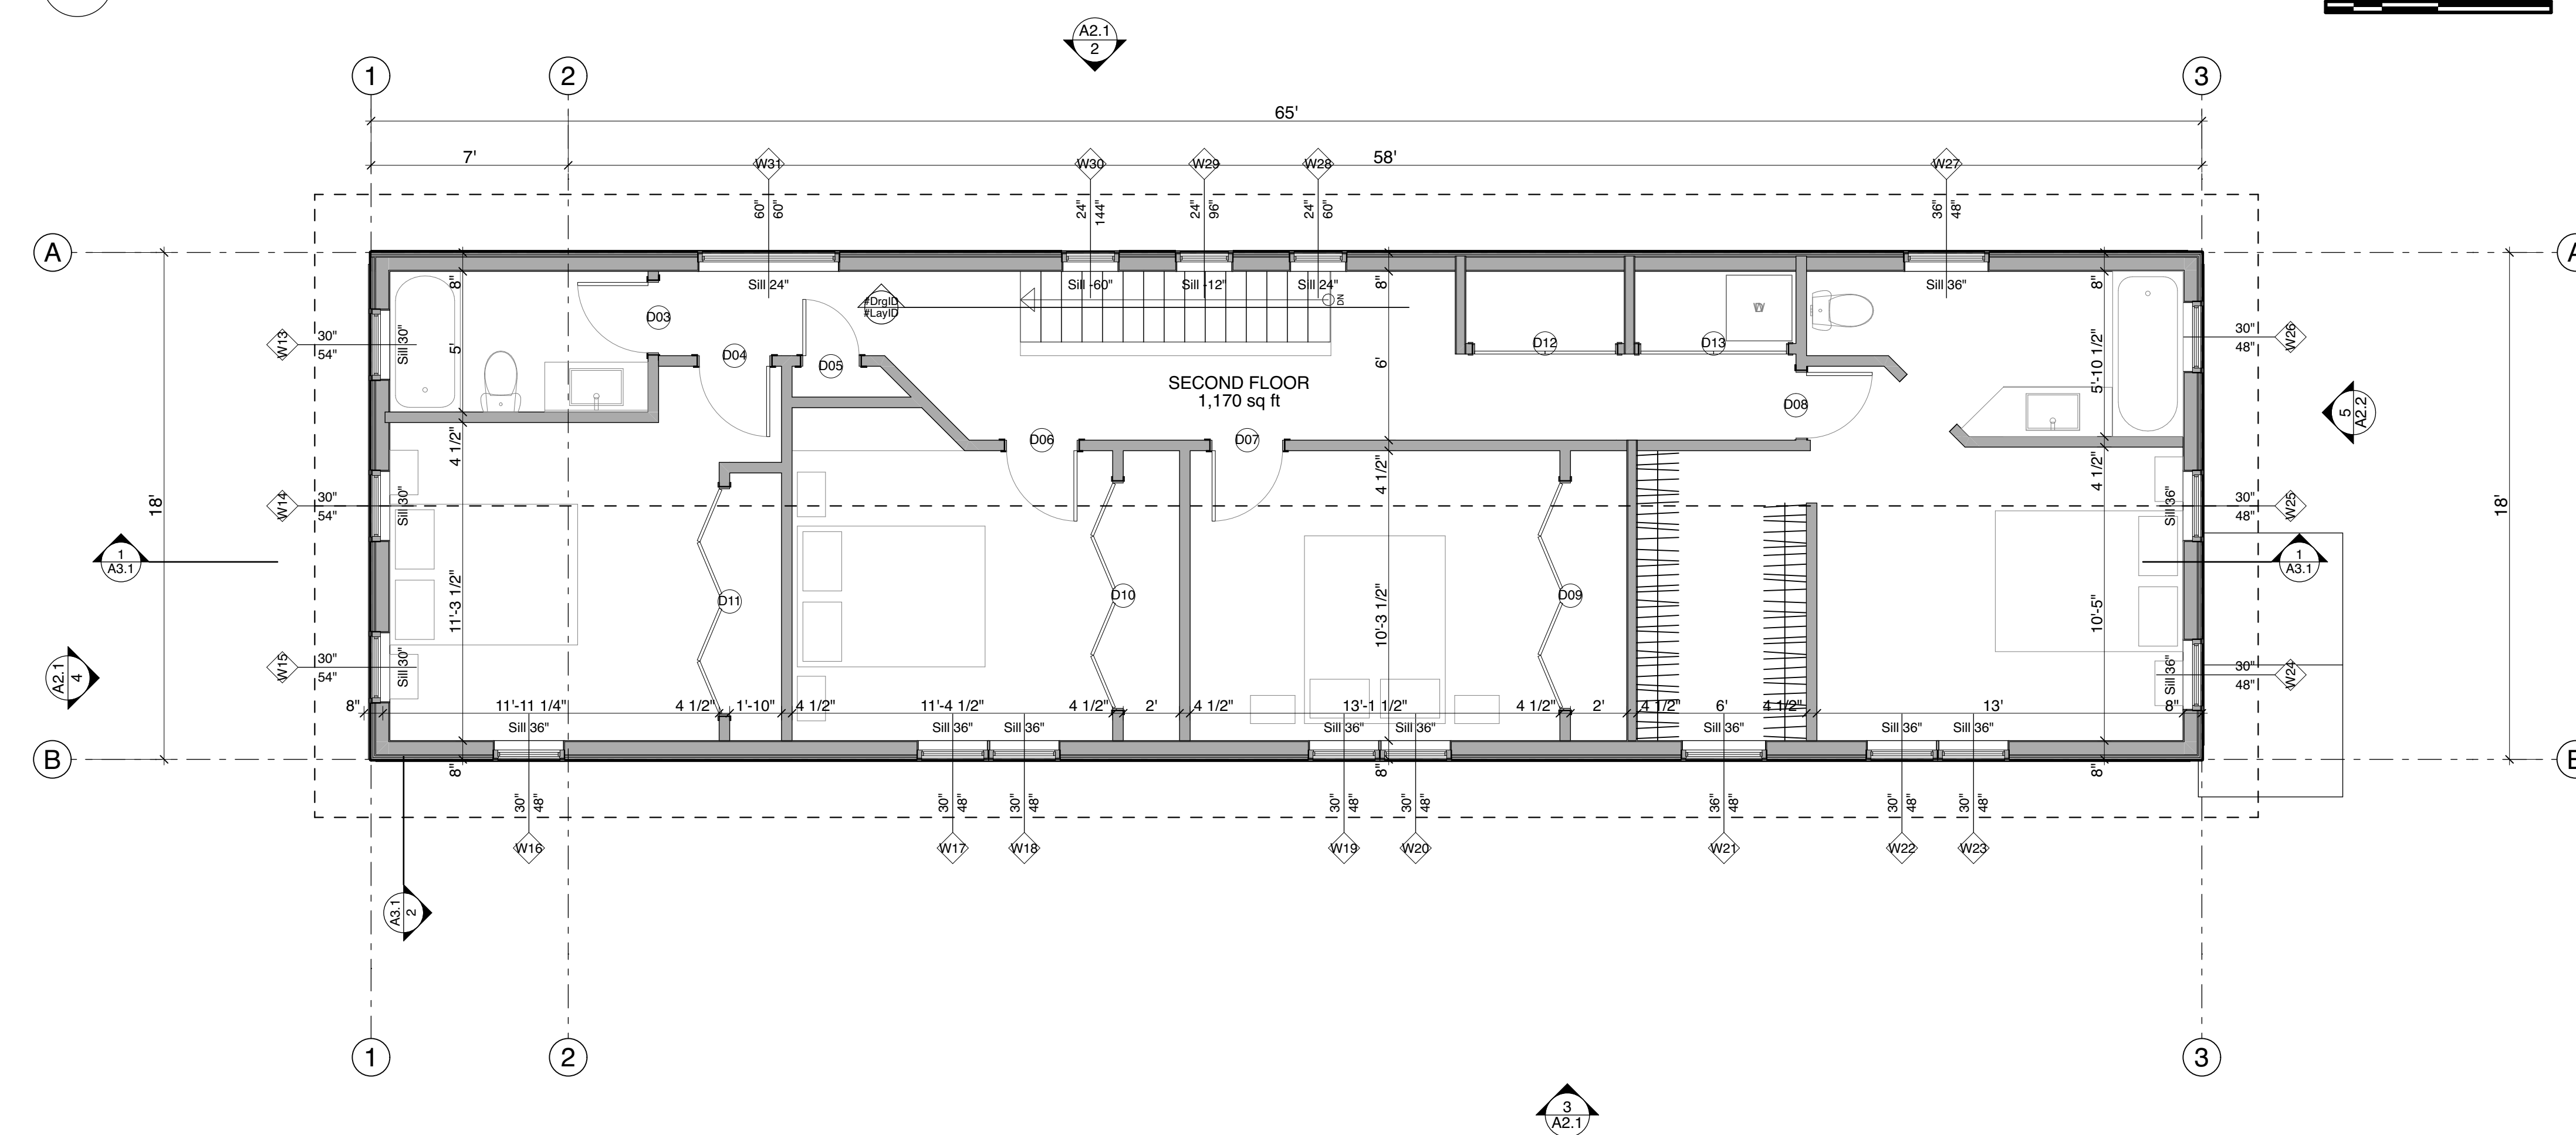 A2.1
2
1
2
3
65'
7'
58'
W31
W30
W29
W28
W27
60"
60"
24"
144"
24"
96"
24"
60"
36"
48"
A
A
8"
Sill 24"
Sill -60"
Sill -12"
Sill 24"
8"
Sill 36"
8"
#DrgID
#LayID
DN
D03
W13
30"
54"
Sill 30"
5'
D04
D05
D12
D13
W
30"
48"
W26
6'
5'-10 1/2"
SECOND FLOOR
1,170 sq ft
D08
5
A2.2
D06
D07
4 1/2"
4 1/2"
4 1/2"
18'
W14
30"
54"
Sill 30"
Sill 36"
30"
48"
W25
18'
1
A3.1
1
A3.1
11'-3 1/2"
D11
D10
10'-3 1/2"
D09
10'-5"
A2.1
4
W15
30"
54"
Sill 30"
Sill 36"
30"
48"
W24
8"
11'-11 1/4"
4 1/2"
1'-10"
4 1/2"
11'-4 1/2"
4 1/2"
2'
4 1/2"
13'-1 1/2"
4 1/2"
2'
4 1/2"
6'
4 1/2"
13'
8"
Sill 36"
Sill 36"
Sill 36"
Sill 36"
Sill 36"
Sill 36"
Sill 36"
Sill 36"
B
8"
8"
8"
30"
48"
30"
48"
30"
48"
30"
48"
30"
48"
36"
48"
30"
48"
30"
48"
W16
W17
W18
W19
W20
W21
W22
W23
A3.1
2
1
2
3
3
A2.1